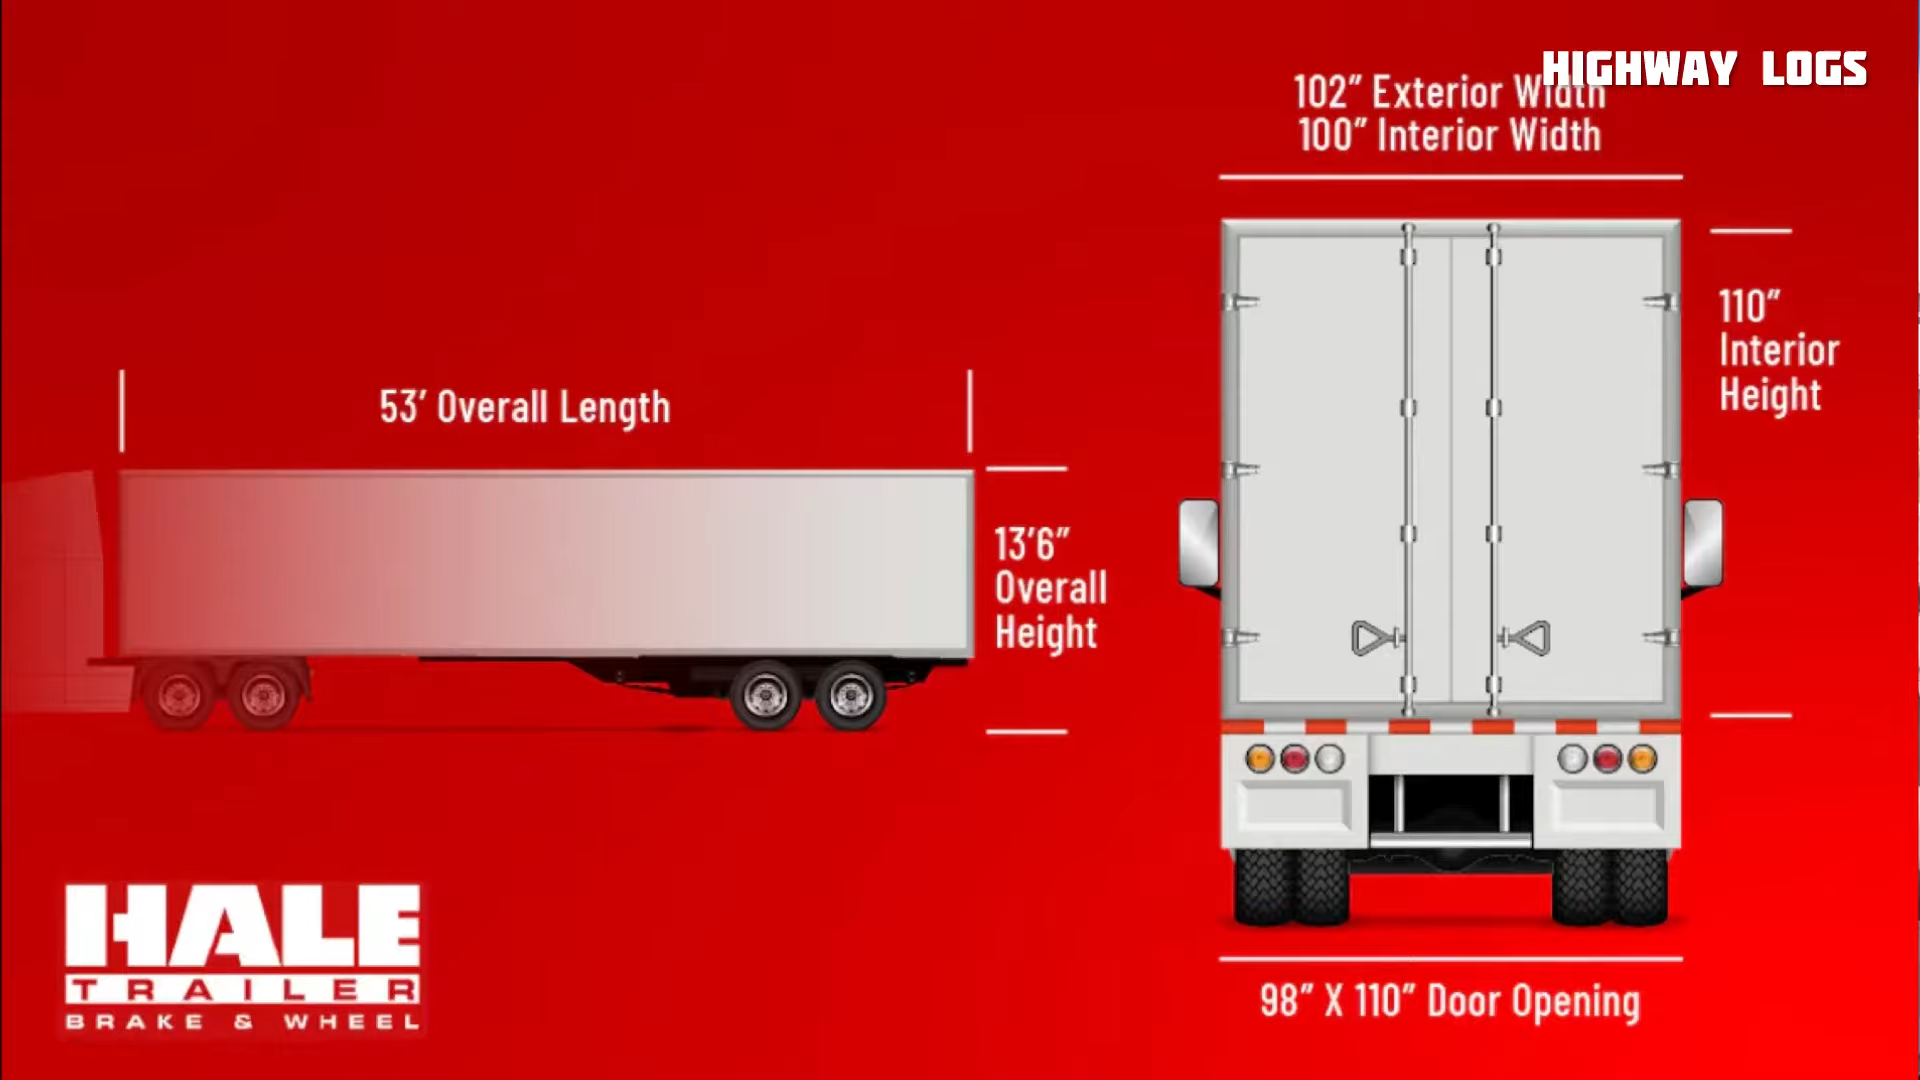 HIGHWAY LOGS
102″ Exterior Width
100″ Interior Width
110″
Interior
Height
53′ Overall Length
13′6″
Overall
Height
HALE
TRAILER
BRAKE & WHEEL
98″ X 110″ Door Opening